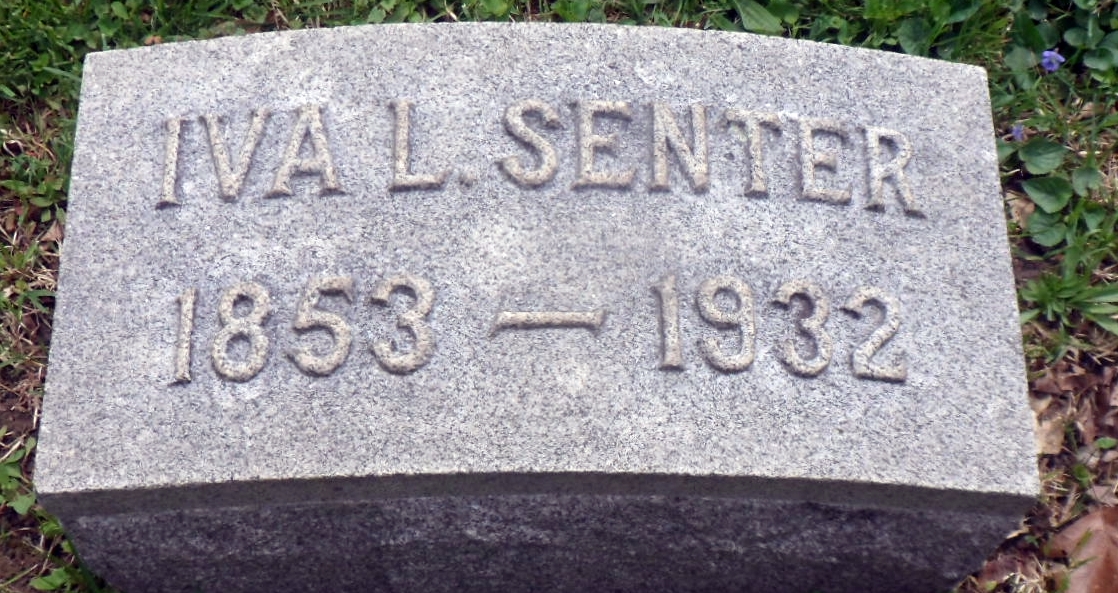 IVA L. SENTER
1853 — 1932